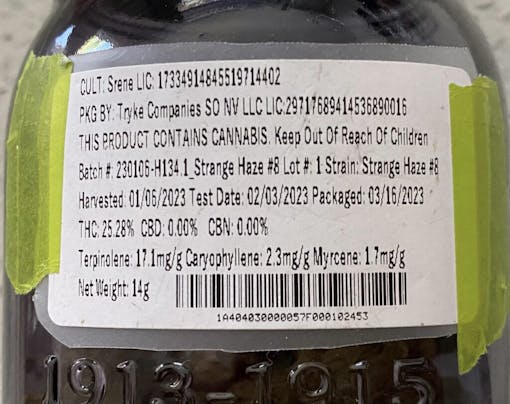 CULT: Srene LIC: 17334914845519714402
PKG BY: Tryke Companies SO NV LLC LIC:29717689414536890016
THIS PRODUCT CONTAINS CANNABIS. Keep Out Of Reach Of Children
Batch #: 230106-H134.1_Strange Haze #8 Lot #: 1 Strain: Strange Haze #8
Harvested: 01/06/2023 Test Date: 02/03/2023 Packaged: 03/16/2023
THC: 25.28% CBD: 0.00% CBN: 0.00%
Terpinolene: 17.1mg/g Caryophyllene: 2.3mg/g Myrcene: 1.7mg/g
Net Weight: 14g
1A404030000057F000102453
1913-1915